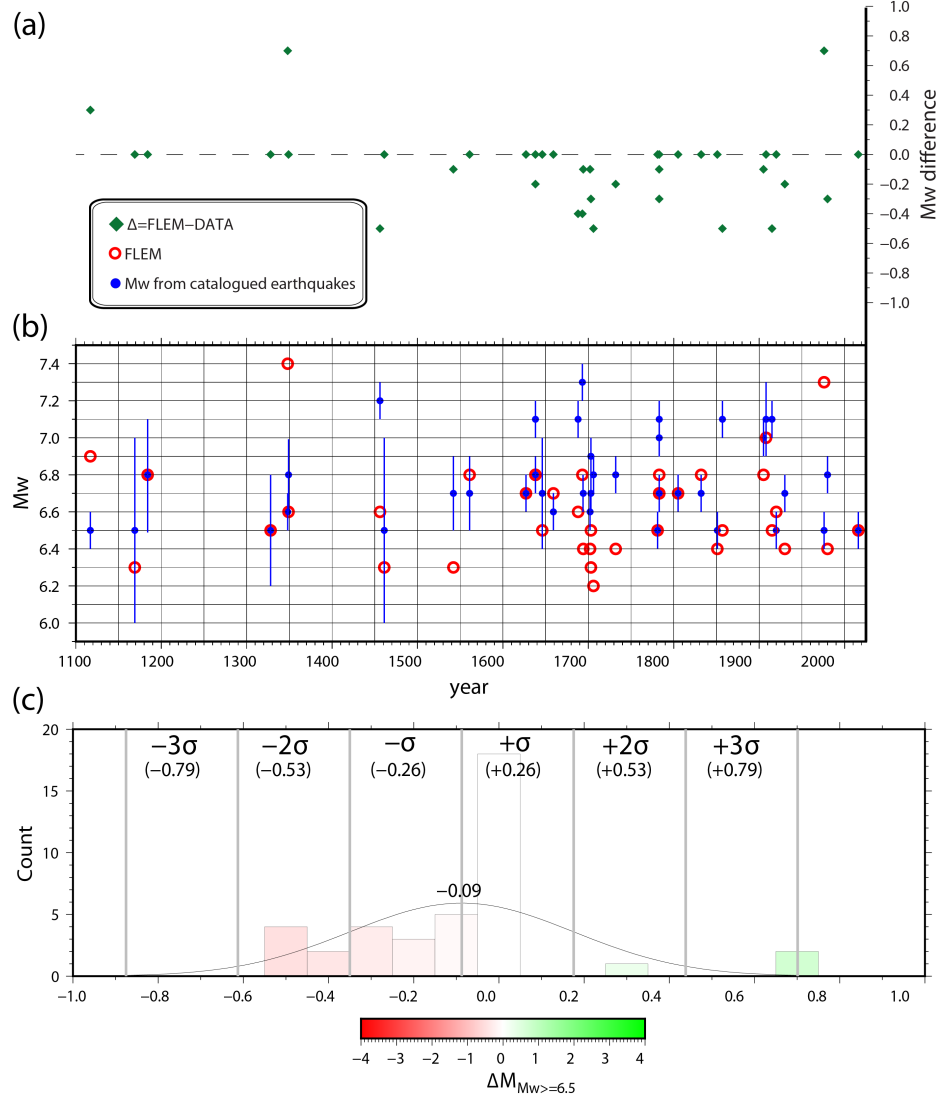 (a)
1.0
0.8
0.6
0.4
0.2
0.0
−0.2
−0.4
−0.6
−0.8
−1.0
Mw difference
Δ=FLEM−DATA
FLEM
Mw from catalogued earthquakes
(b)
7.4
7.2
7.0
6.8
6.6
6.4
6.2
6.0
Mw
1100 1200 1300 1400 1500 1600 1700 1800 1900 2000
year
(c)
20
15
10
5
0
Count
−3σ −2σ −σ +σ +2σ +3σ
(−0.79) (−0.53) (−0.26) (+0.26) (+0.53) (+0.79)
−0.09
−1.0 −0.8 −0.6 −0.4 −0.2 0.0 0.2 0.4 0.6 0.8 1.0
−4 −3 −2 −1 0 1 2 3 4
ΔM Mw>=6.5